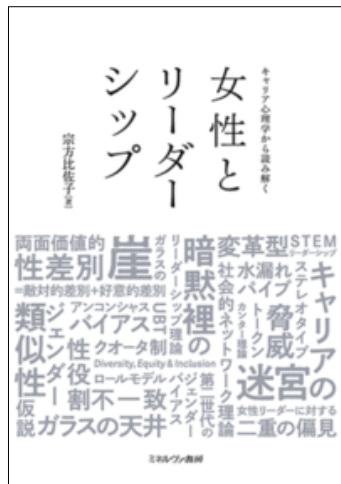 キャリア心理学から読み解く
女性と
リーダー
シップ
宗方比佐子[著]
両面価値的
性差別
=敵対的差別+好意的差別
ガラスの
崖
リーダーシップ理論
暗黙裡の
変革型
リーダーシップ
STEM
水漏れ
パイプ
ステレオタイプ
脅威
キャリアの
迷宮
トークン
カンター理論
社会的ネットワーク理論
類似性
仮説
ジェンダー
アンコンシャス
バイアス
UBT
クオータ制
Diversity, Equity & Inclusion
ロールモデル
性役割不一致
第二世代の
ジェンダー
バイアス
ガラスの天井
女性リーダーに対する
二重の偏見
ミネルヴァ書房